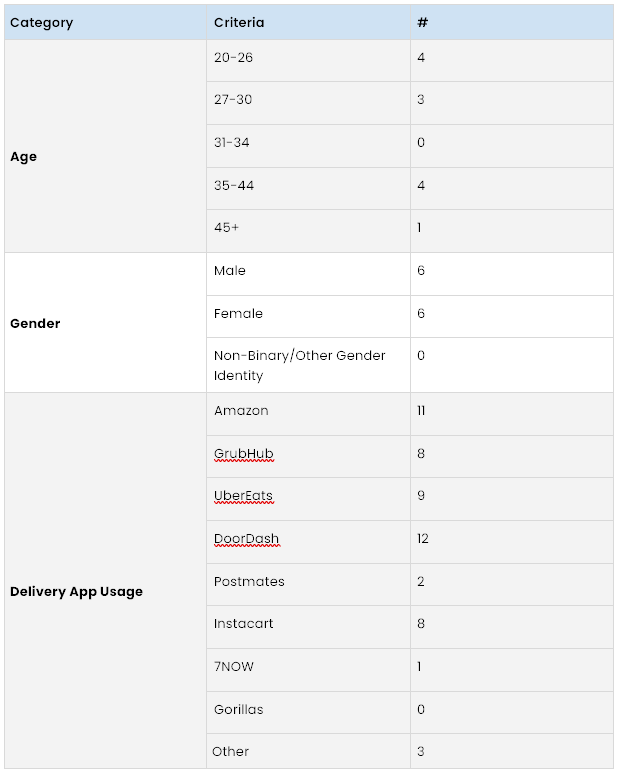 Category Criteria #
Age
20-26 4
27-30 3
31-34 0
35-44 4
45+ 1
Gender
Male 6
Female 6
Non-Binary/Other Gender 0
Identity
Delivery App Usage
Amazon 11
GrubHub 8
UberEats 9
DoorDash 12
Postmates 2
Instacart 8
7NOW 1
Gorillas 0
Other 3